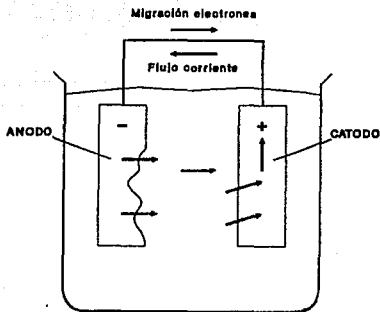 Migración electrones
Flujo corriente
ANODO
-
+
CATODO